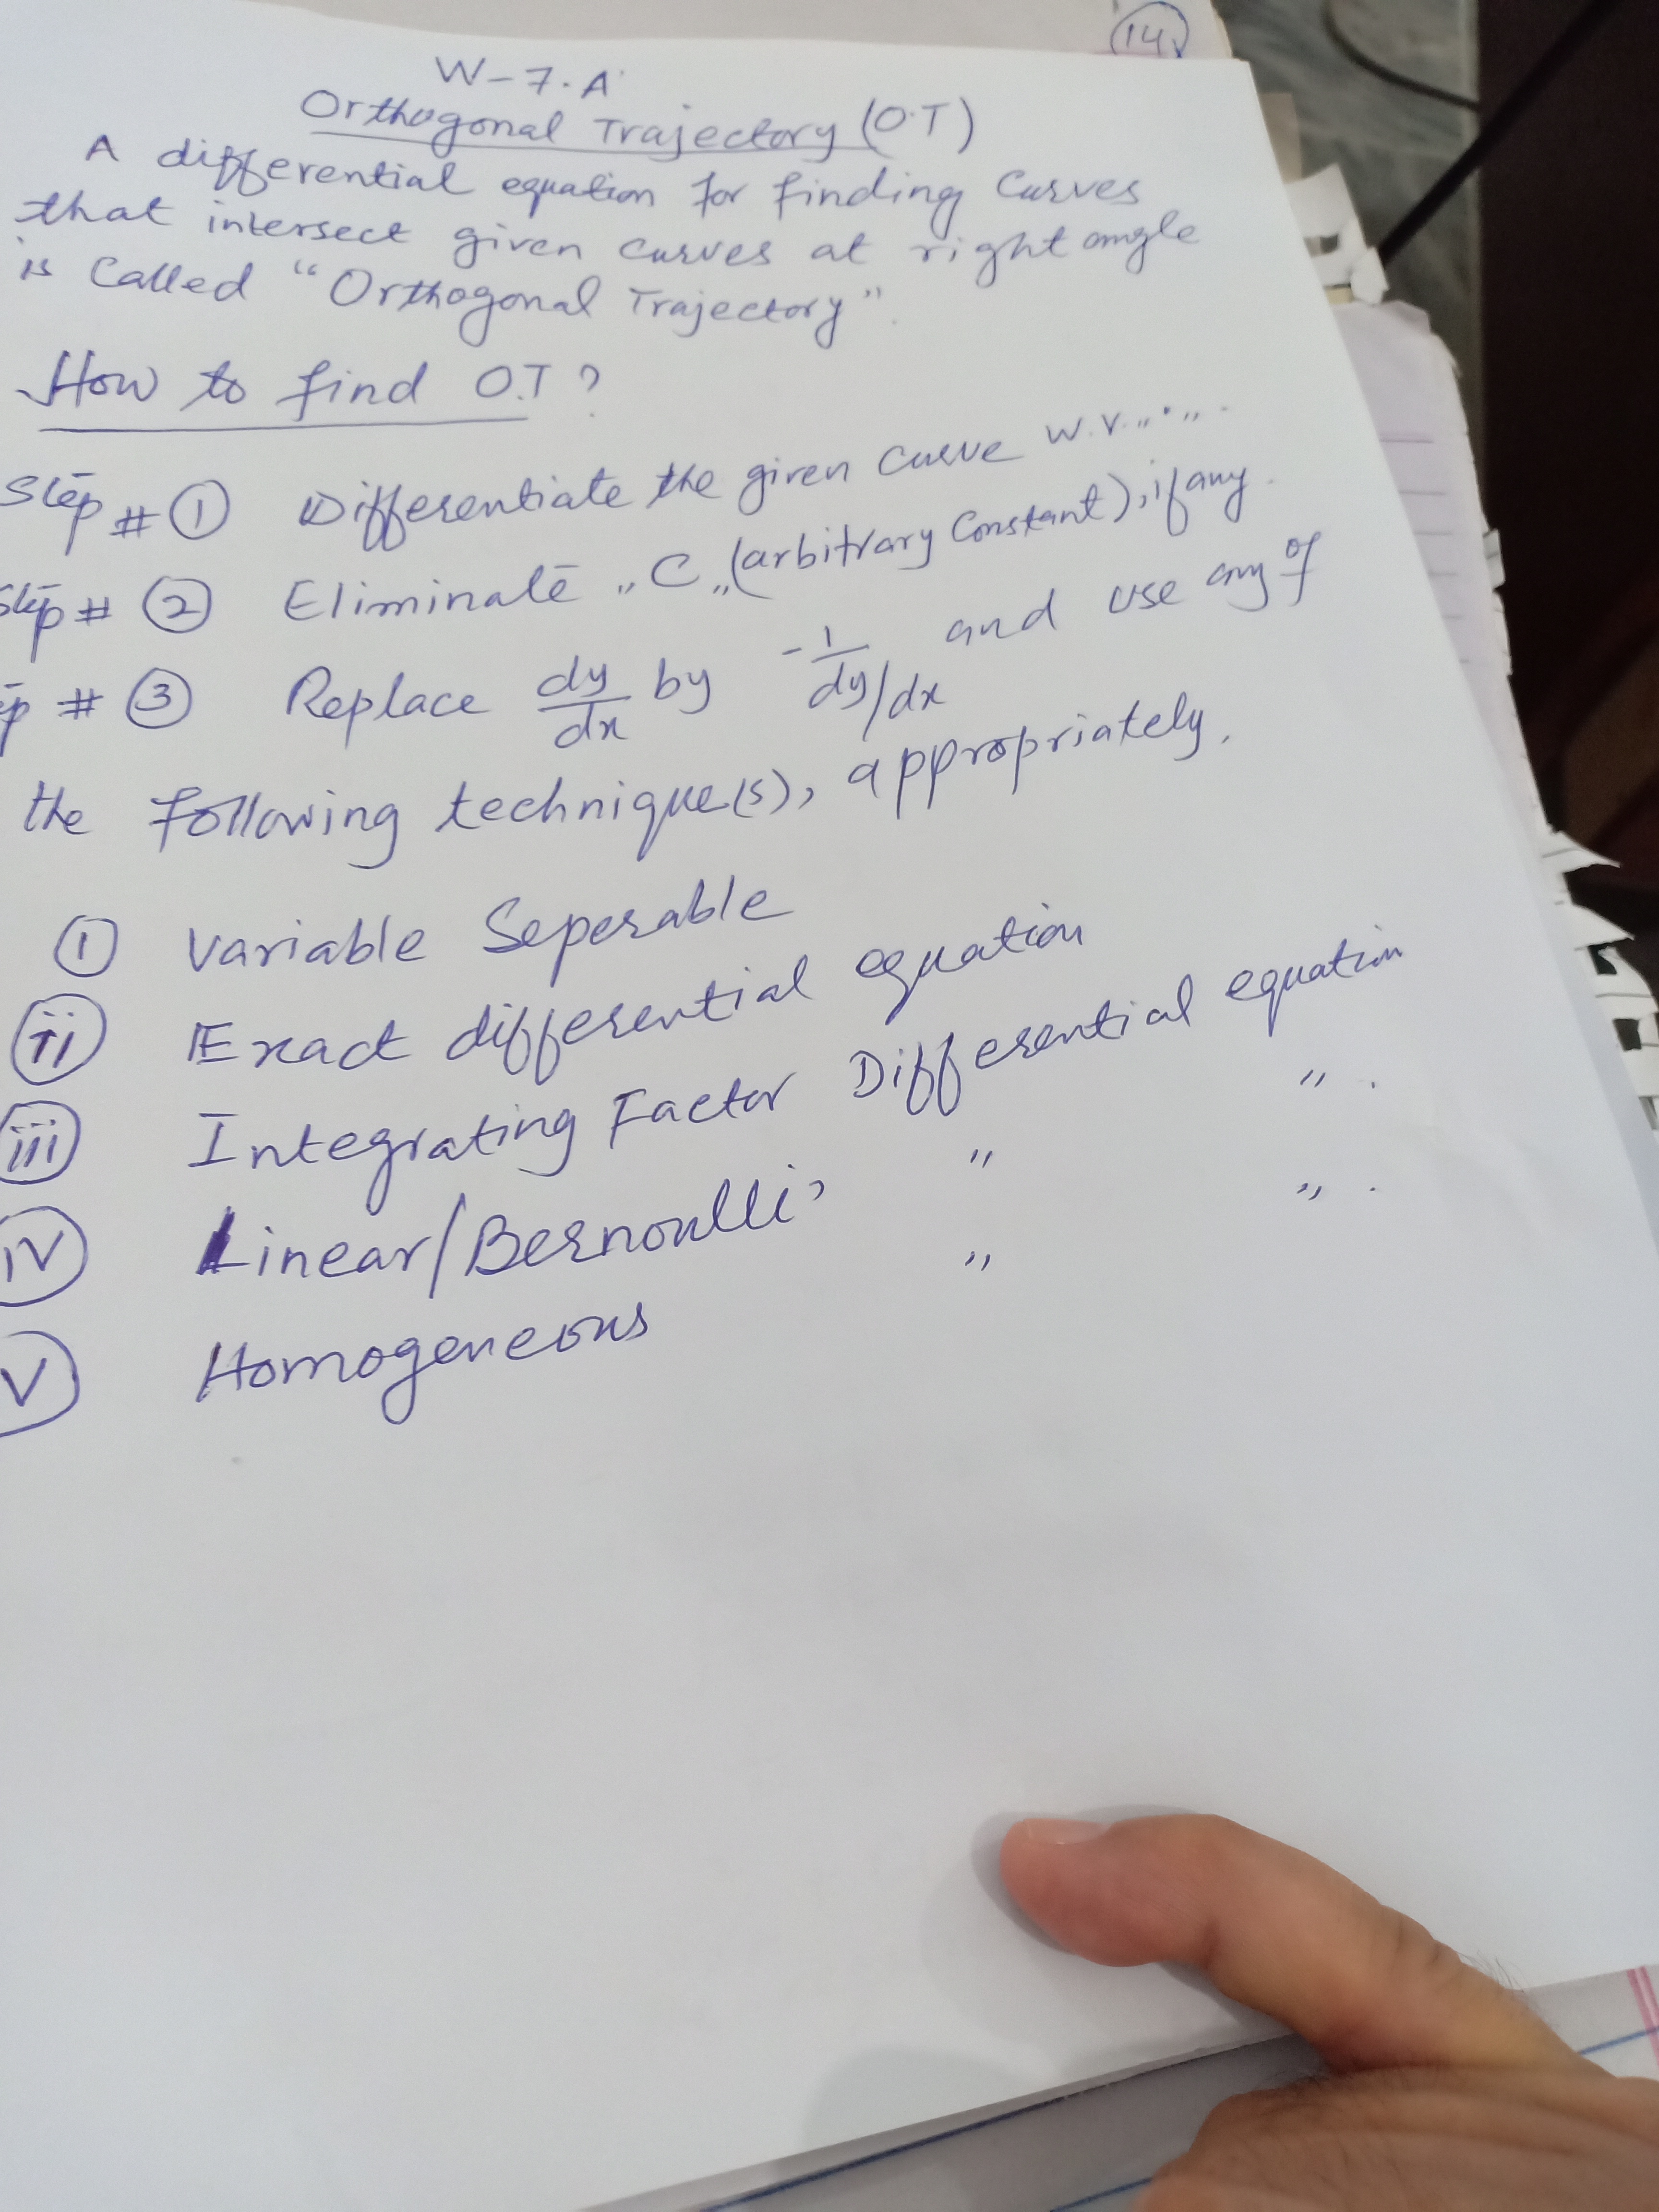 14
W-7.A
Orthogonal Trajectory (O.T)
A differential equation for finding Curves
that intersect given curves at right angle
is Called "Orthogonal Trajectory".
How to find O.T?
Step # ① Differentiate the given curve
Step # ② Eliminate "C" (arbitrary Constant), if any.
ep # ③ Replace dy/dx by -1/dy/dx and use any of
the following technique(s), appropriately.
① Variable Seperable
ii Exact differential equation
iii Integrating Factor Differential equation
iv Linear/Bernoulli's " " .
v Homogeneous " " .